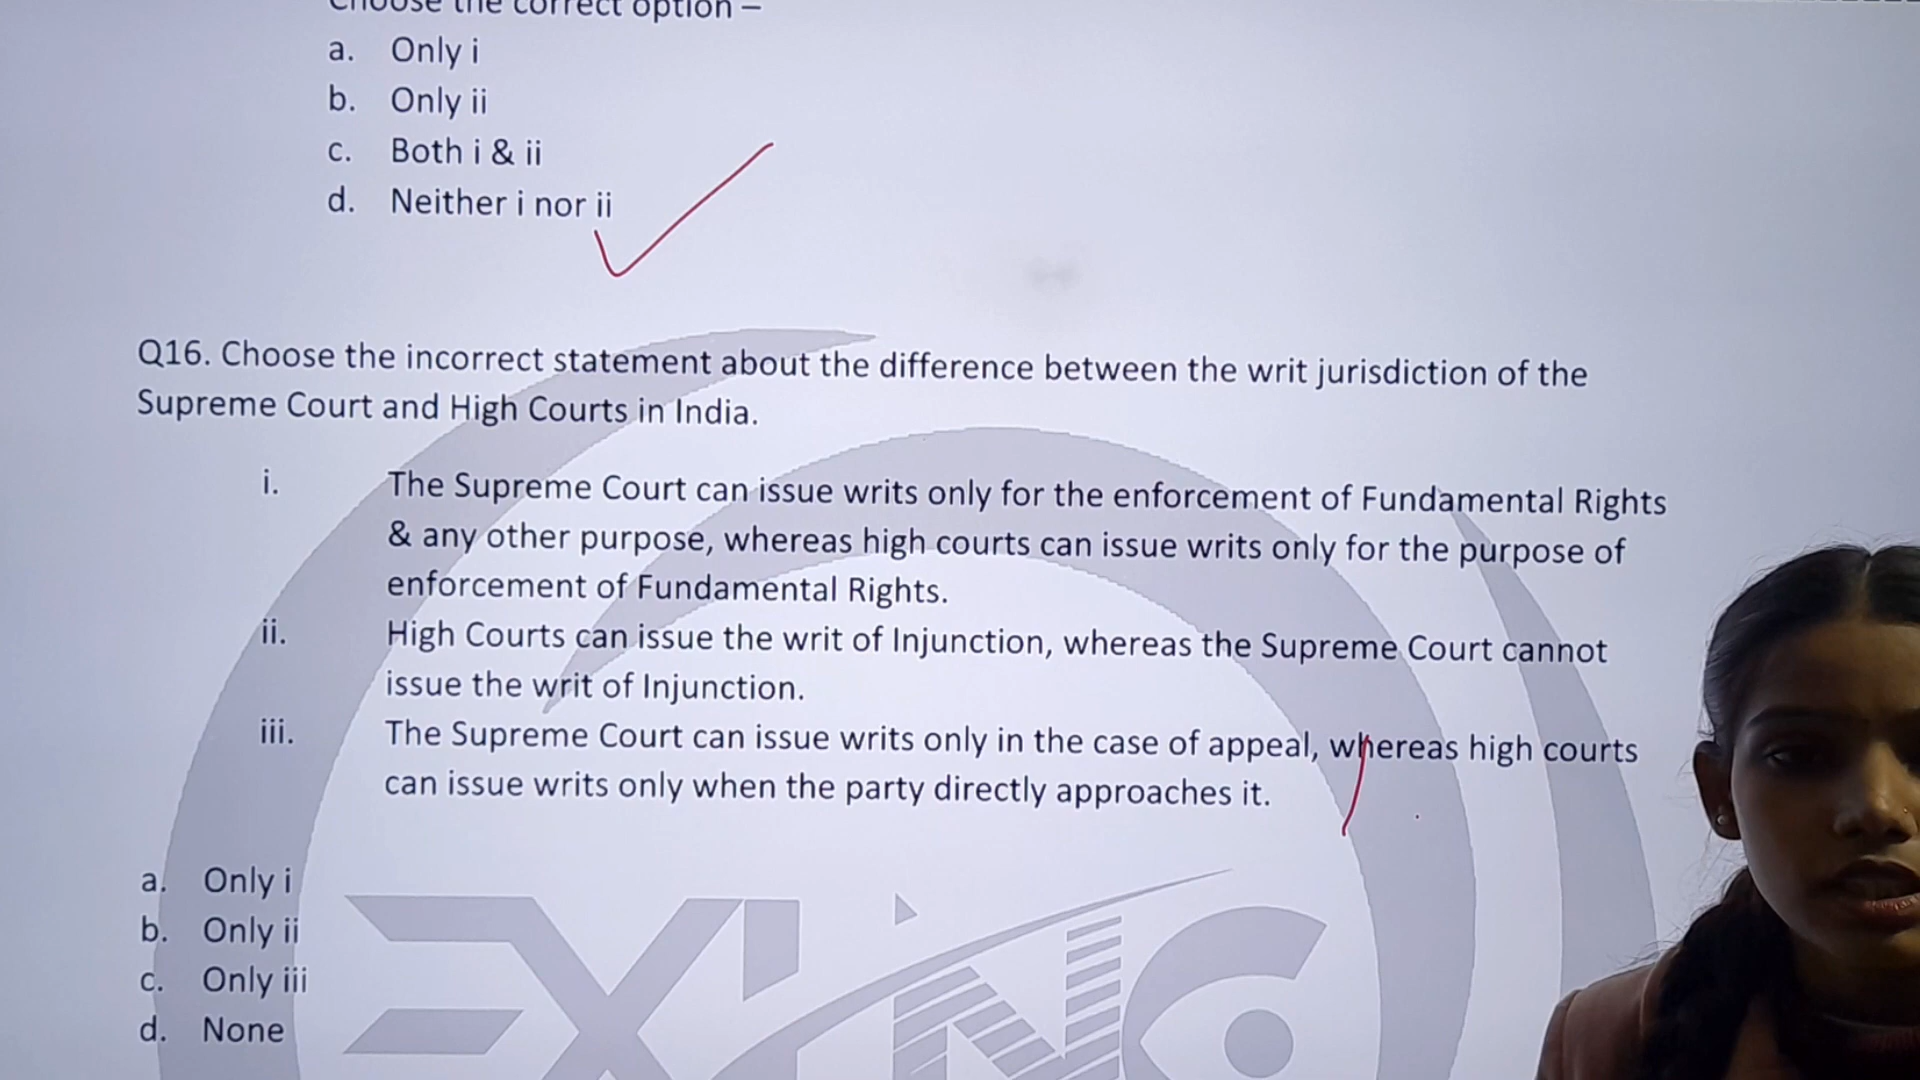 Choose the correct option –
a. Only i
b. Only ii
c. Both i & ii
d. Neither i nor ii
Q16. Choose the incorrect statement about the difference between the writ jurisdiction of the
Supreme Court and High Courts in India.
i. The Supreme Court can issue writs only for the enforcement of Fundamental Rights
& any other purpose, whereas high courts can issue writs only for the purpose of
enforcement of Fundamental Rights.
ii. High Courts can issue the writ of Injunction, whereas the Supreme Court cannot
issue the writ of Injunction.
iii. The Supreme Court can issue writs only in the case of appeal, whereas high courts
can issue writs only when the party directly approaches it.
a. Only i
b. Only ii
c. Only iii
d. None